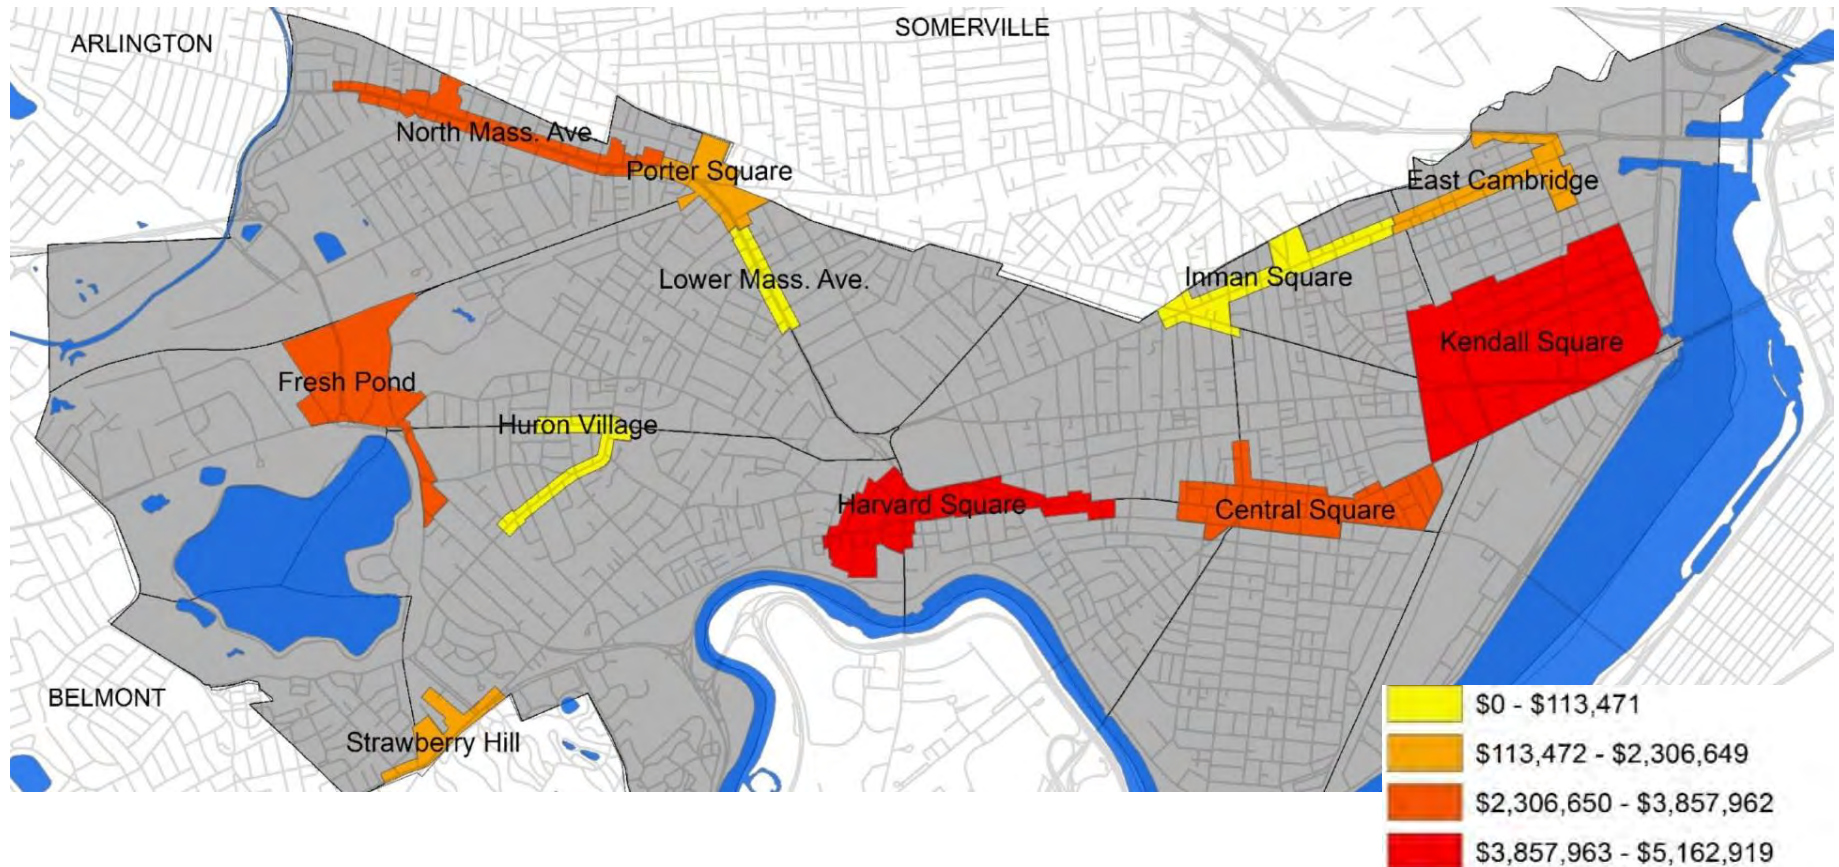 SOMERVILLE
ARLINGTON
North Mass. Ave.
Porter Square
East Cambridge
Lower Mass. Ave.
Inman Square
Kendall Square
Fresh Pond
Huron Village
Harvard Square
Central Square
BELMONT
Strawberry Hill
$0 - $113,471
$113,472 - $2,306,649
$2,306,650 - $3,857,962
$3,857,963 - $5,162,919